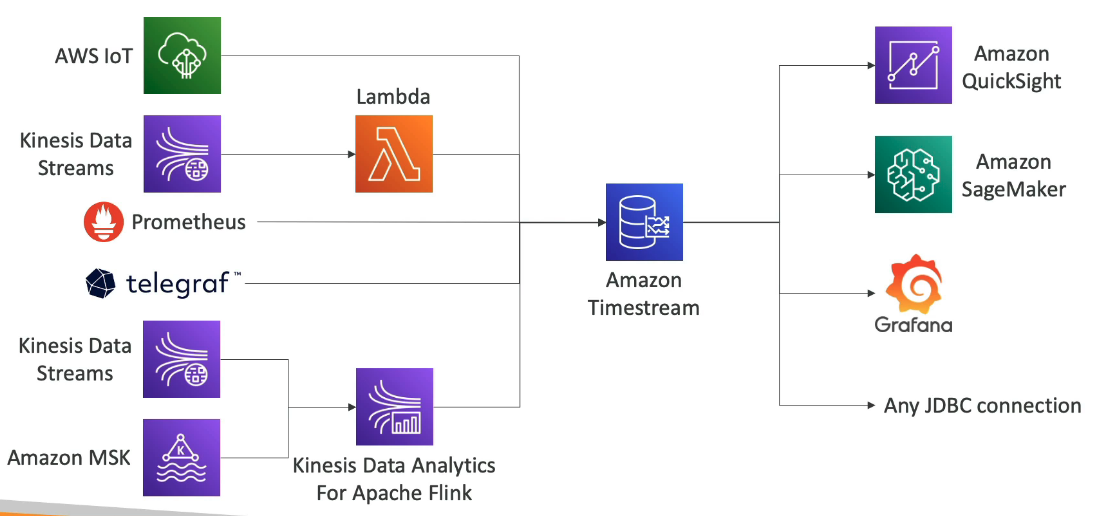 AWS IoT
Lambda
Kinesis Data
Streams
Prometheus
telegraf™
Kinesis Data
Streams
Amazon MSK
K
Kinesis Data Analytics
For Apache Flink
Amazon
Timestream
Amazon
QuickSight
Amazon
SageMaker
Grafana
Any JDBC connection